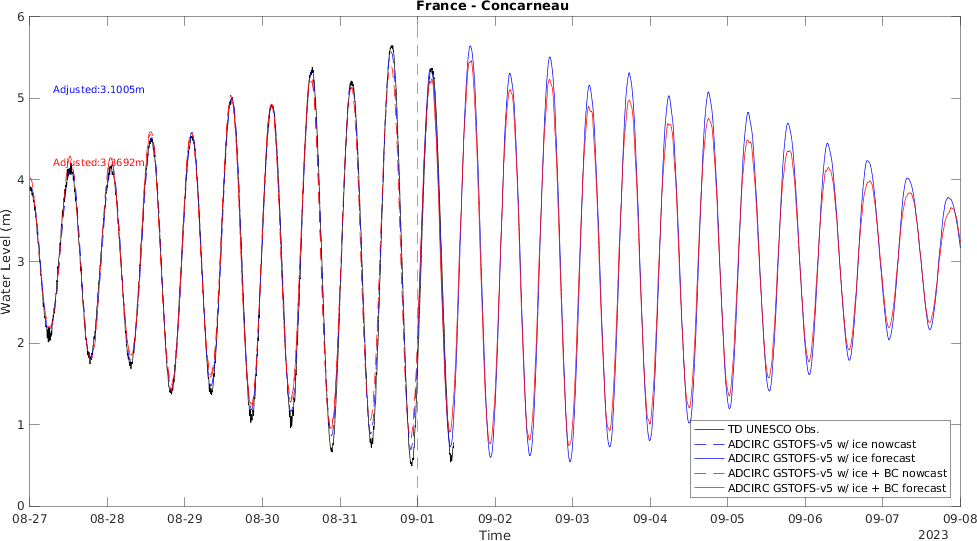 France - Concarneau
6
5
4
3
2
1
0
Water Level (m)
Adjusted:3.1005m
Adjusted:3.3692m
TD UNESCO Obs.
ADCIRC GSTOFS-v5 w/ ice nowcast
ADCIRC GSTOFS-v5 w/ ice forecast
ADCIRC GSTOFS-v5 w/ ice + BC nowcast
ADCIRC GSTOFS-v5 w/ ice + BC forecast
08-27 08-28 08-29 08-30 08-31 09-01 09-02 09-03 09-04 09-05 09-06 09-07 09-08
Time
2023